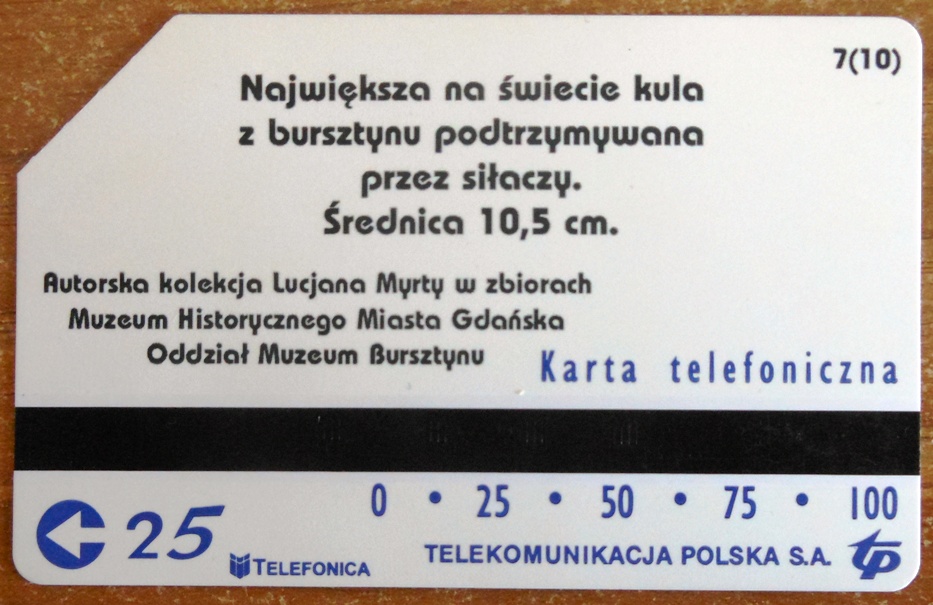 7(10)
Największa na świecie kula
z bursztynu podtrzymywana
przez siłaczy.
Średnica 10,5 cm.
Autorska kolekcja Lucjana Myrty w zbiorach
Muzeum Historycznego Miasta Gdańska
Oddział Muzeum Bursztynu
Karta telefoniczna
0 • 25 • 50 • 75 • 100
25
TELEFONICA
TELEKOMUNIKACJA POLSKA S.A.
tp